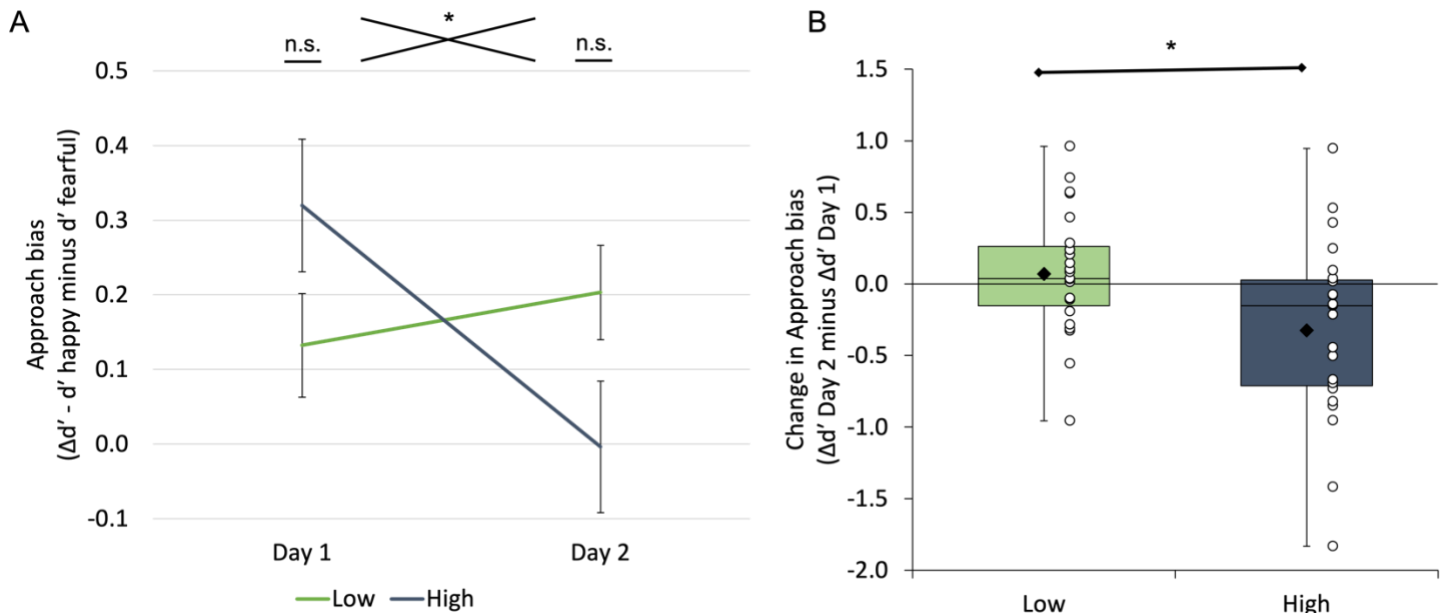 A
n.s.
*
n.s.
0.5
0.4
0.3
0.2
0.1
0.0
-0.1
Approach bias
(Δd′ - d′ happy minus d′ fearful)
Day 1
Day 2
Low
High
B
*
1.5
1.0
0.5
0.0
-0.5
-1.0
-1.5
-2.0
Change in Approach bias
(Δd′ Day 2 minus Δd′ Day 1)
Low
High